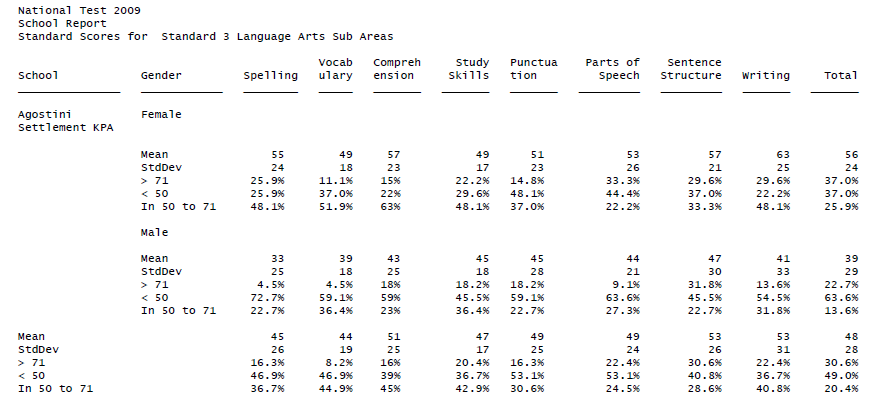 National Test 2009
School Report
Standard Scores for  Standard 3 Language Arts Sub Areas
Vocab Compreh Study Punctua Parts of Sentence
School Gender Spelling ulary ension Skills tion Speech Structure Writing Total
Agostini Female
Settlement KPA
Mean 55 49 57 49 51 53 57 63 56
StdDev 24 18 23 17 23 26 21 25 24
> 71 25.9% 11.1% 15% 22.2% 14.8% 33.3% 29.6% 29.6% 37.0%
< 50 25.9% 37.0% 22% 29.6% 48.1% 44.4% 37.0% 22.2% 37.0%
In 50 to 71 48.1% 51.9% 63% 48.1% 37.0% 22.2% 33.3% 48.1% 25.9%
Male
Mean 33 39 43 45 45 44 47 41 39
StdDev 25 18 25 18 28 21 30 33 29
> 71 4.5% 4.5% 18% 18.2% 18.2% 9.1% 31.8% 13.6% 22.7%
< 50 72.7% 59.1% 59% 45.5% 59.1% 63.6% 45.5% 54.5% 63.6%
In 50 to 71 22.7% 36.4% 23% 36.4% 22.7% 27.3% 22.7% 31.8% 13.6%
Mean 45 44 51 47 49 49 53 53 48
StdDev 26 19 25 17 25 24 26 31 28
> 71 16.3% 8.2% 16% 20.4% 16.3% 22.4% 30.6% 22.4% 30.6%
< 50 46.9% 46.9% 39% 36.7% 53.1% 53.1% 40.8% 36.7% 49.0%
In 50 to 71 36.7% 44.9% 45% 42.9% 30.6% 24.5% 28.6% 40.8% 20.4%